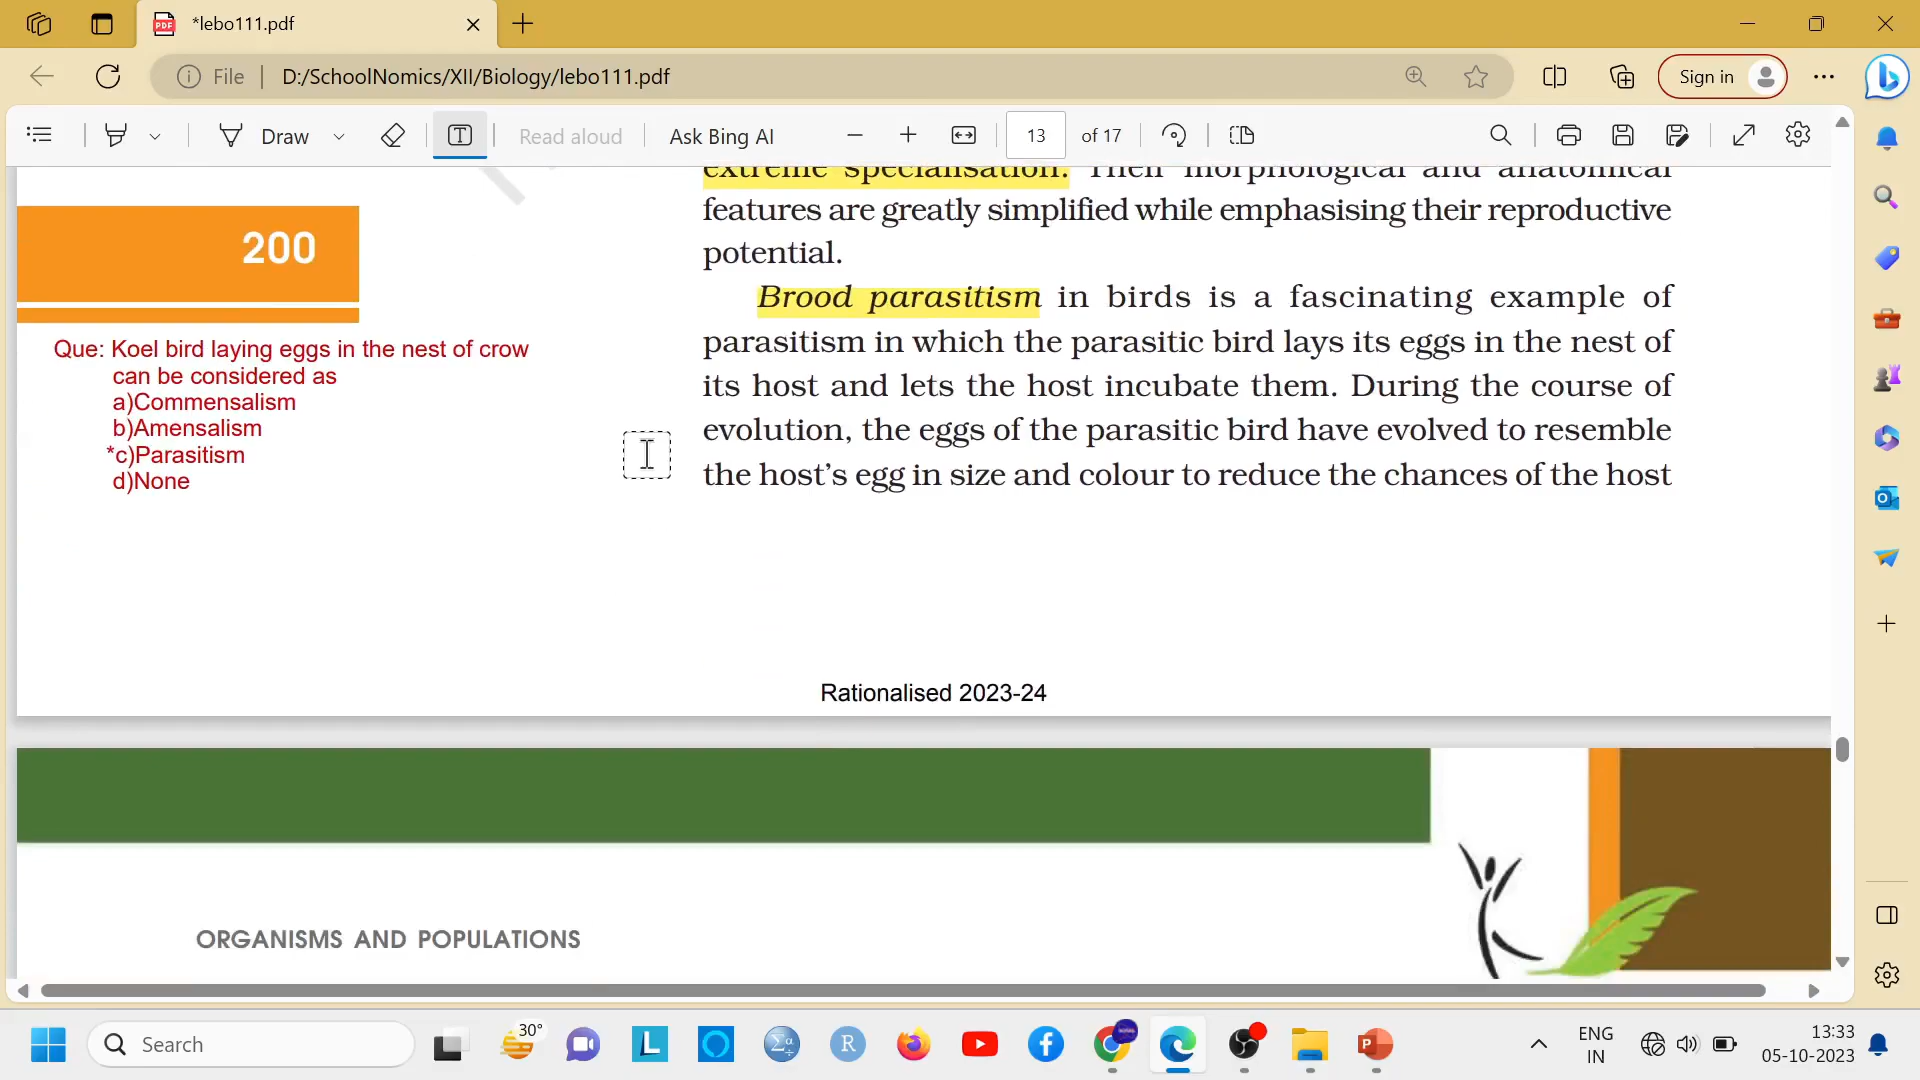 *lebo111.pdf
File
D:/SchoolNomics/XII/Biology/lebo111.pdf
Sign in
Draw
Read aloud
Ask Bing AI
13
of 17
extreme specialisation. Their morphological and anatomical
features are greatly simplified while emphasising their reproductive
potential.
200
Brood parasitism in birds is a fascinating example of
parasitism in which the parasitic bird lays its eggs in the nest of
its host and lets the host incubate them. During the course of
evolution, the eggs of the parasitic bird have evolved to resemble
the host’s egg in size and colour to reduce the chances of the host
Que: Koel bird laying eggs in the nest of crow
can be considered as
a)Commensalism
b)Amensalism
*c)Parasitism
d)None
Rationalised 2023-24
ORGANISMS AND POPULATIONS
Search
30°
ENG
IN
13:33
05-10-2023